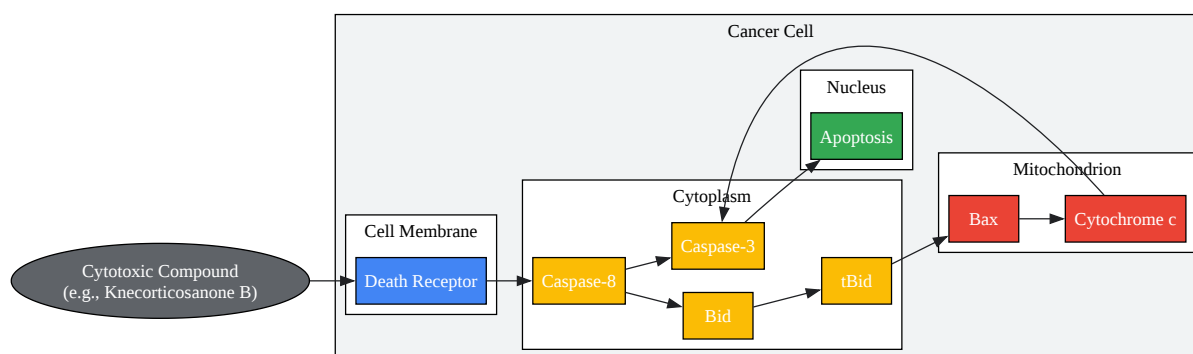 Cancer Cell
Nucleus
Apoptosis
Mitochondrion
Cytoplasm
Bax
Cytochrome c
Cell Membrane
Caspase-3
Cytotoxic Compound
(e.g., Knecorticosanone B)
Death Receptor
Caspase-8
tBid
Bid